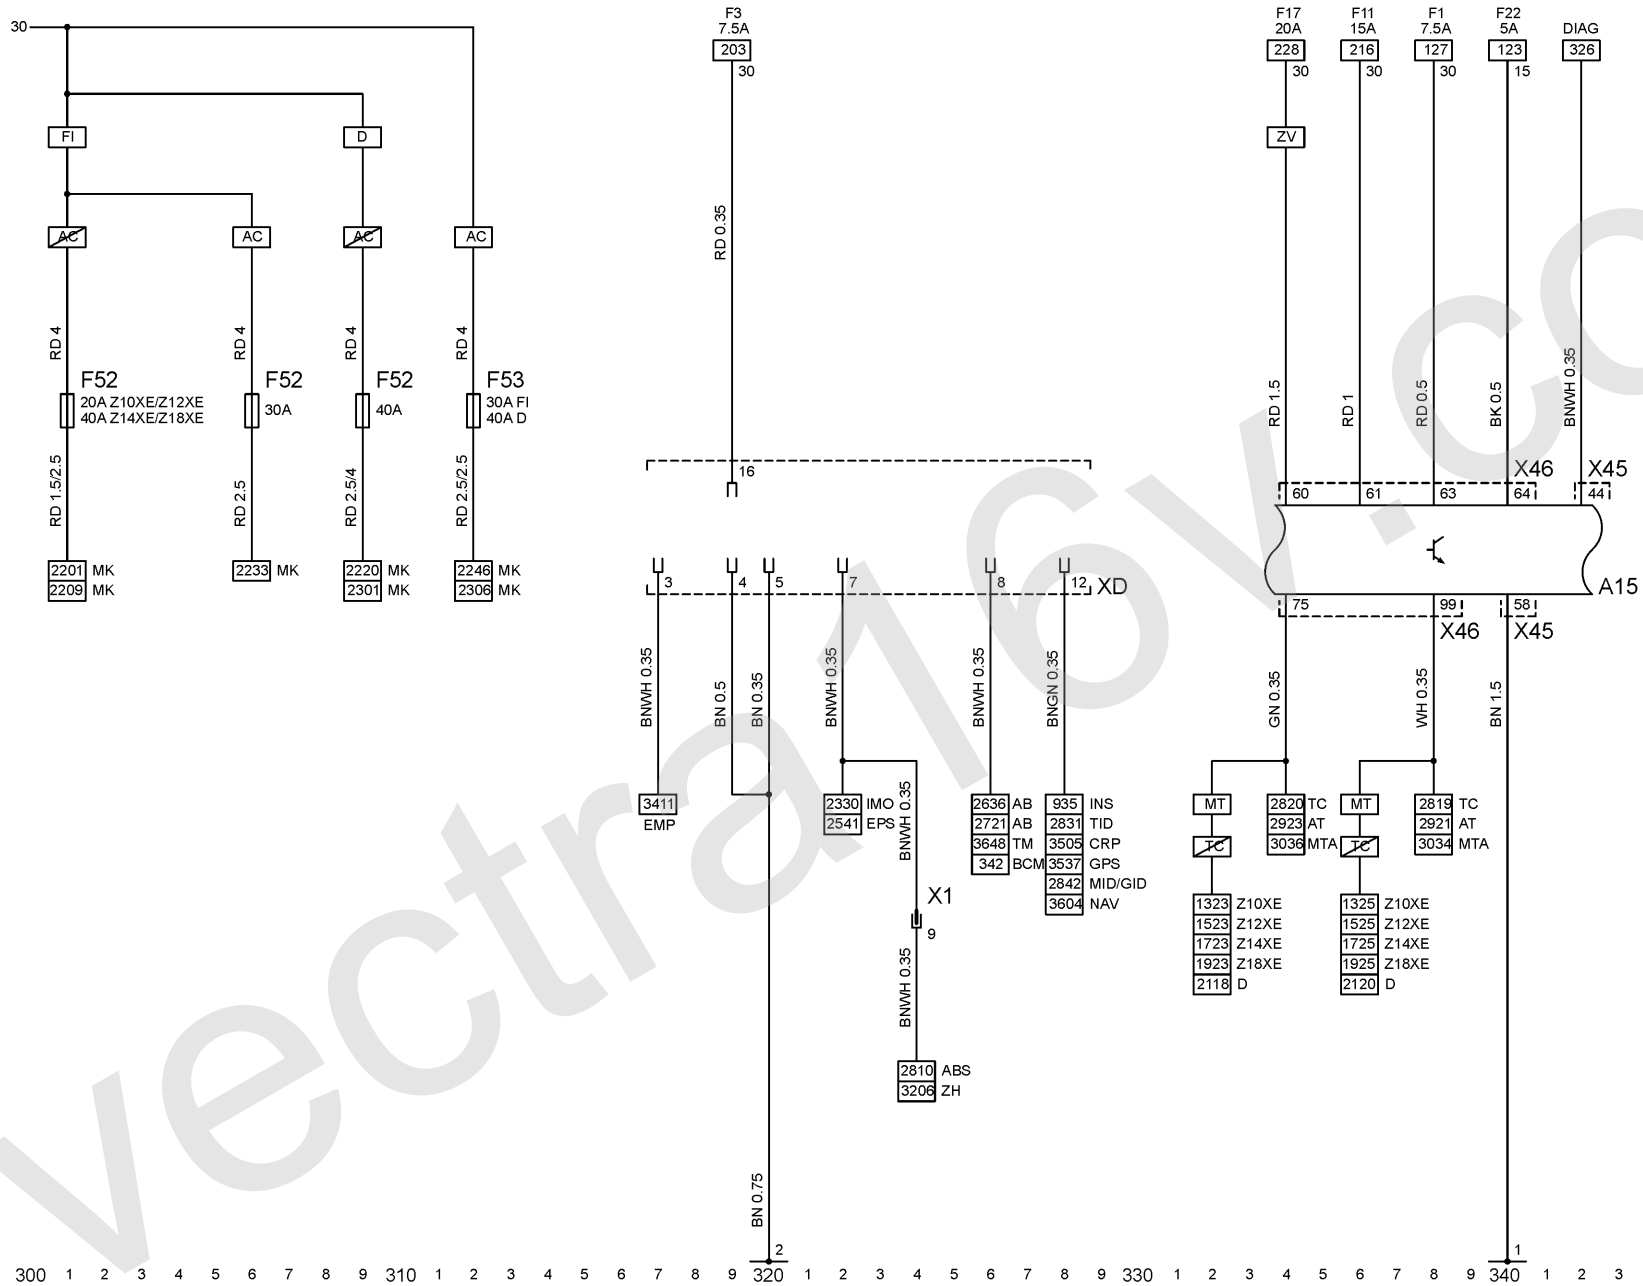 F3
7.5A
203
30
F17
20A
228
30
F11
15A
216
30
F1
7.5A
127
30
F22
5A
123
15
DIAG
326
30
FI
D
ZV
AC
AC
AC
AC
RD 0.35
RD 4
RD 4
RD 4
RD 4
F52
20A Z10XE/Z12XE
40A Z14XE/Z18XE
F52
30A
F52
40A
F53
30A FI
40A D
RD 1.5
RD 1
RD 0.5
BK 0.5
BNWH 0.35
RD 1.5/2.5
RD 2.5
RD 2.5/4
RD 2.5/2.5
16
X46
X45
60
61
63
64
44
2201 MK
2209 MK
2233 MK
2220 MK
2301 MK
2246 MK
2306 MK
3
4
5
7
8
12
XD
A15
75
99
58
X46
X45
BNWH 0.35
BN 0.5
BN 0.35
BNWH 0.35
BNWH 0.35
BNGN 0.35
GN 0.35
WH 0.35
BN 1.5
3411
EMP
2330 IMO
2541 EPS
BNWH 0.35
2636 AB
2721 AB
3648 TM
342 BCM
935 INS
2831 TID
3505 CRP
3537 GPS
2842 MID/GID
3604 NAV
MT
TC
2820 TC
2923 AT
3036 MTA
MT
TC
2819 TC
2921 AT
3034 MTA
X1
9
1323 Z10XE
1523 Z12XE
1723 Z14XE
1923 Z18XE
2118 D
1325 Z10XE
1525 Z12XE
1725 Z14XE
1925 Z18XE
2120 D
BNWH 0.35
2810 ABS
3206 ZH
BN 0.75
2
1
300 1 2 3 4 5 6 7 8 9 310 1 2 3 4 5 6 7 8 9 320 1 2 3 4 5 6 7 8 9 330 1 2 3 4 5 6 7 8 9 340 1 2 3
vectra16v.co